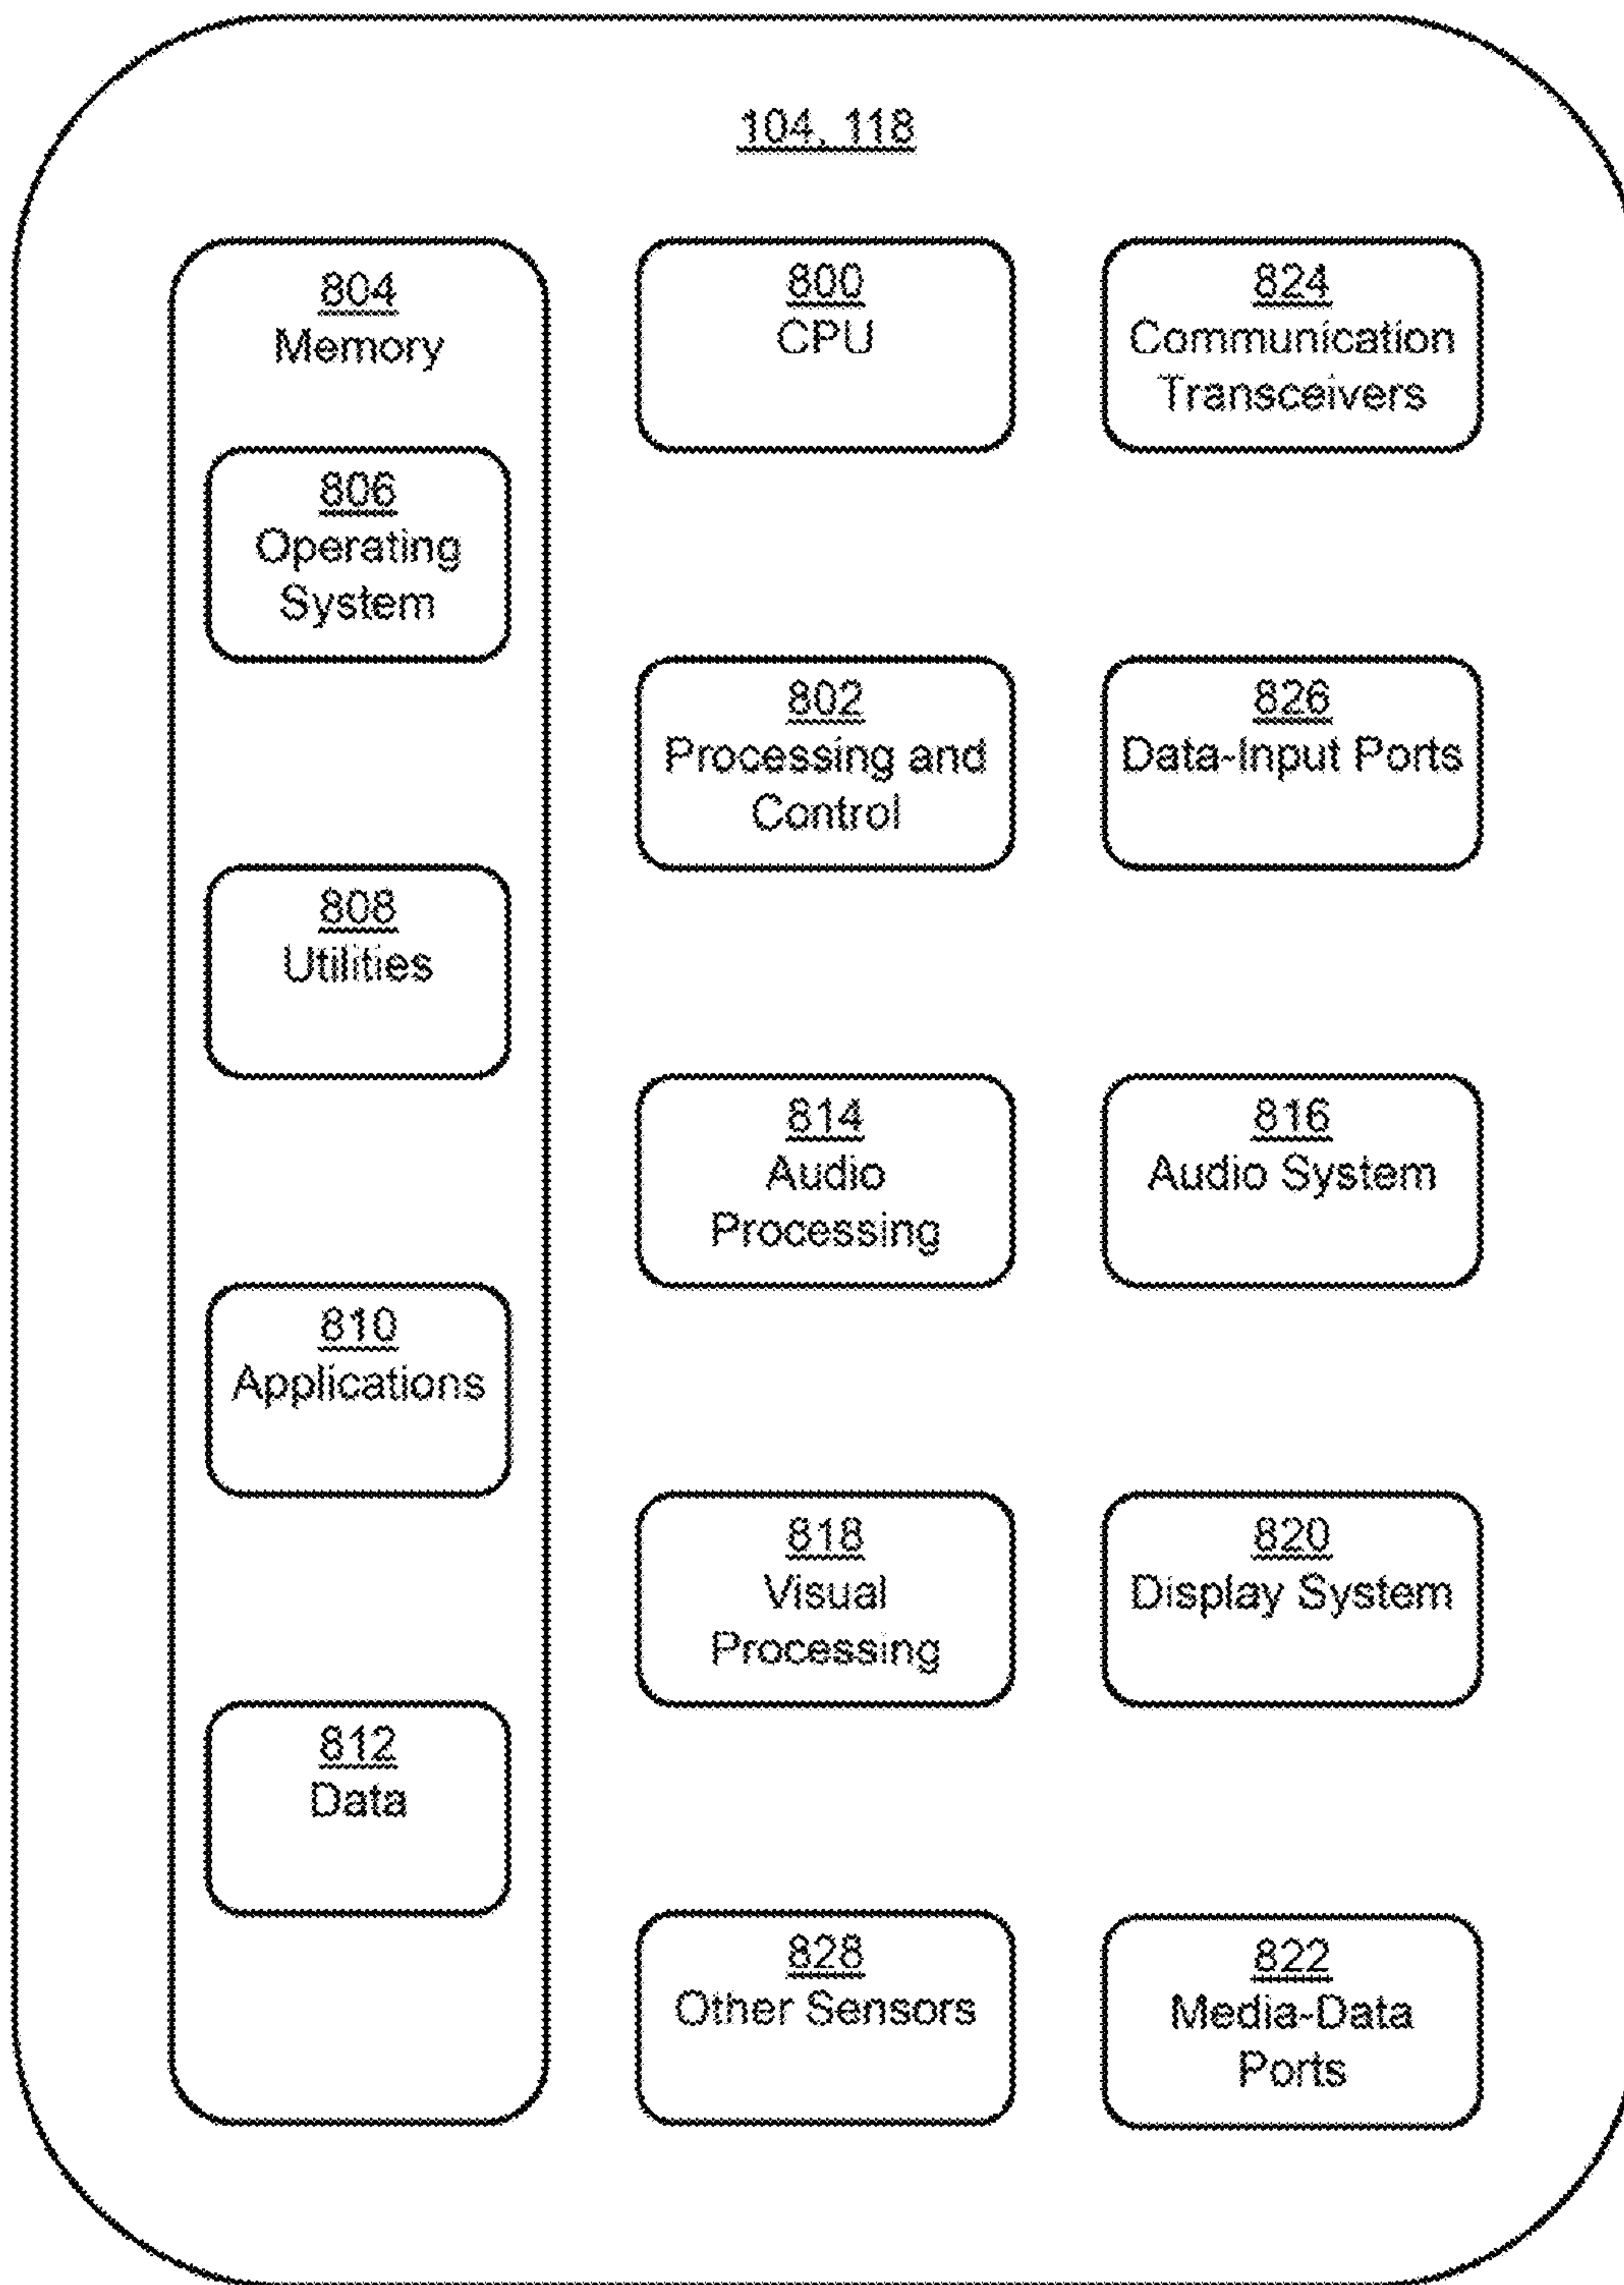 104, 118
804
Memory
806
Operating
System
808
Utilities
810
Applications
812
Data
800
CPU
802
Processing and
Control
814
Audio
Processing
818
Visual
Processing
828
Other Sensors
824
Communication
Transceivers
826
Data-Input Ports
816
Audio System
820
Display System
822
Media-Data
Ports